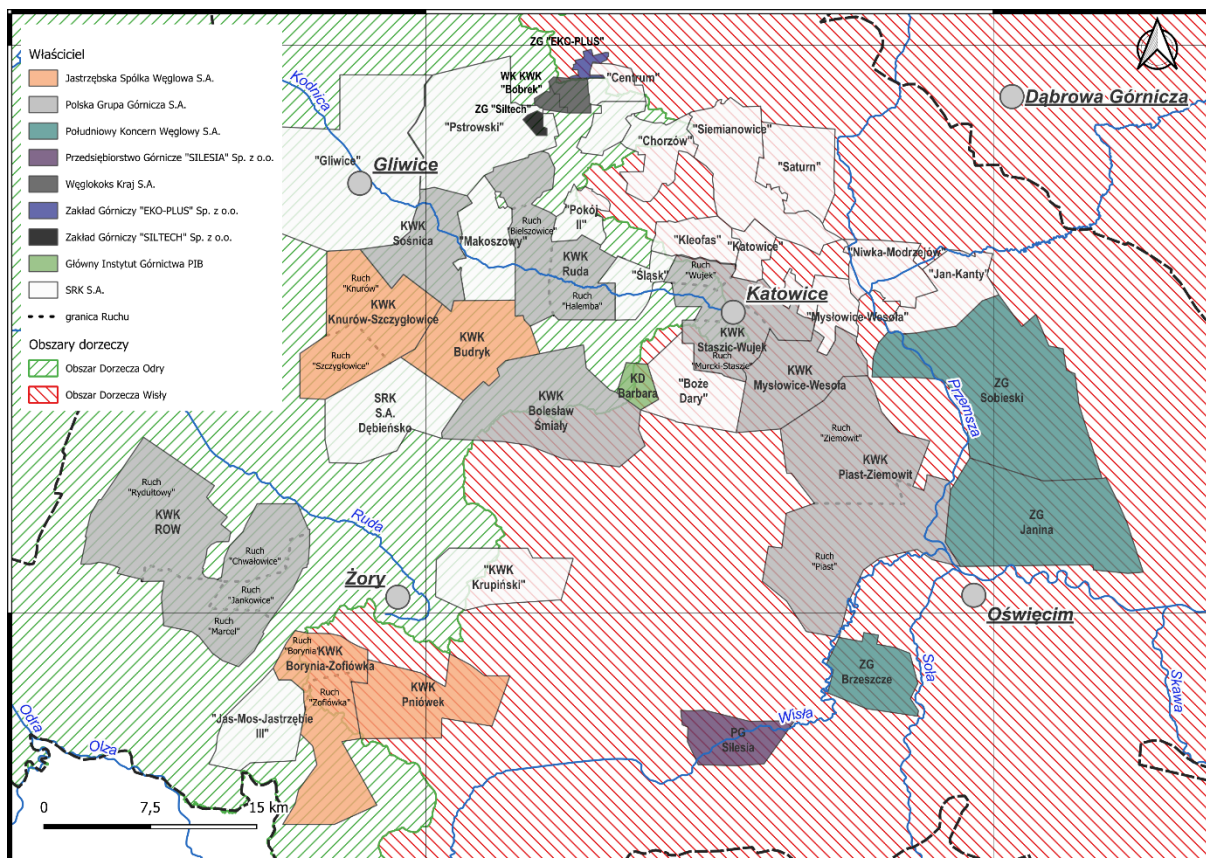 Właściciel
Jastrzębska Spólka Węglowa S.A.
Polska Grupa Górnicza S.A.
Południowy Koncern Węglowy S.A.
Przedsiębiorstwo Górnicze "SILESIA" Sp. z o.o.
Węglokoks Kraj S.A.
Zakład Górniczy "EKO-PLUS" Sp. z o.o.
Zakład Górniczy "SILTECH" Sp. z o.o.
Główny Instytut Górnictwa PIB
SRK S.A.
granica Ruchu
Obszary dorzeczy
Obszar Dorzecza Odry
Obszar Dorzecza Wisły
ZG "EKO-PLUS"
WK KWK
"Bobrek"
"Centrum"
ZG "Siltech"
"Pstrowski"
Kłodnica
Dąbrowa Górnicza
"Chorzów"
"Siemianowice"
"Saturn"
"Gliwice"
Gliwice
KWK
Sośnica
"Makoszowy"
Ruch
"Bielszowice"
"Pokój
II"
KWK
Ruda
Ruch
"Halemba"
"Śląsk"
"Kleofas"
Ruch
"Wujek"
"Katowice"
"Niwka-Modrzejów"
"Jan-Kanty"
Katowice
"Mysłowice-Wesoła"
Ruch
"Knurów"
KWK
Knurów-Szczygłowice
Ruch
"Szczygłowice"
KWK
Budryk
KWK
Staszic-Wujek
Ruch
"Murcki-Staszic"
KWK
Mysłowice-Wesoła
KD
Barbara
"Boże
Dary"
SRK
S.A.
Dębieńsko
KWK
Bolesław
Śmiały
Przemsza
ZG
Sobieski
Ruch
"Ziemowit"
KWK
Piast-Ziemowit
Ruch
"Piast"
ZG
Janina
Ruch
"Rydułtowy"
KWK
ROW
Ruch
"Chwałowice"
Ruch
"Jankowice"
Ruch
"Marcel"
Ruda
Żory
"KWK
Krupiński"
Oświęcim
Ruch
"Borynia"
KWK
Borynia-Zofiówka
Ruch
"Zofiówka"
KWK
Pniówek
"Jas-Mos-Jastrzębie
III"
ZG
Brzeszcze
Soła
Skawa
Wisła
PG
Silesia
Odra
Olza
0 7,5 15 km